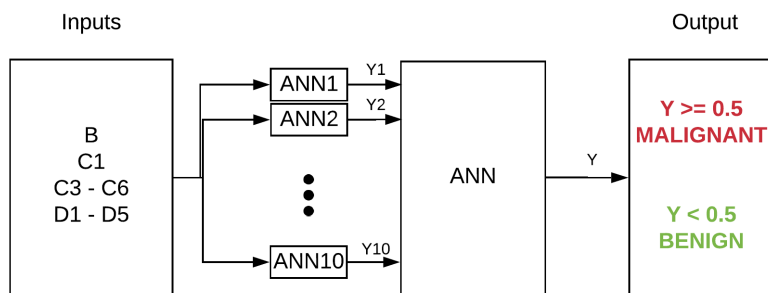 Inputs
Output
B
C1
C3 - C6
D1 - D5
ANN1
Y1
ANN2
Y2
ANN10
Y10
ANN
Y
Y >= 0.5
MALIGNANT
Y < 0.5
BENIGN